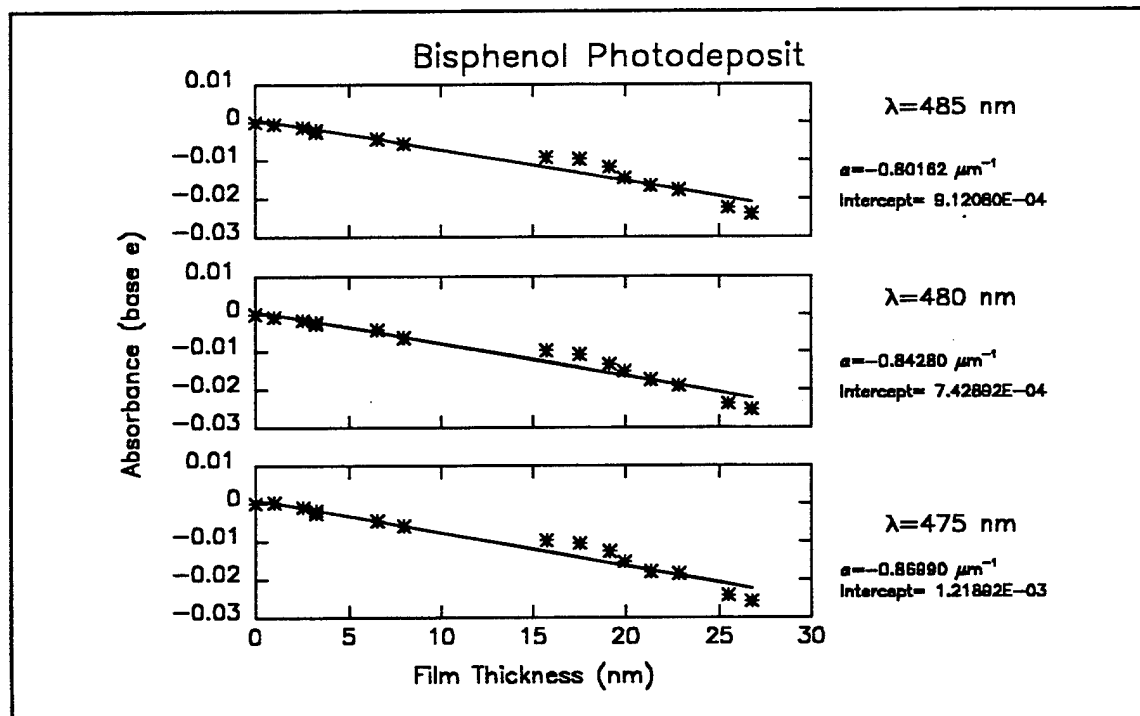 Bisphenol Photodeposit
0.01
0
−0.01
−0.02
−0.03
λ=485 nm
α=−0.80162 μm⁻¹
Intercept= 9.12080E−04
0.01
0
−0.01
−0.02
−0.03
λ=480 nm
α=−0.84280 μm⁻¹
Intercept= 7.42892E−04
0.01
0
−0.01
−0.02
−0.03
λ=475 nm
α=−0.86990 μm⁻¹
Intercept= 1.21892E−03
0 5 10 15 20 25 30
Film Thickness (nm)
Absorbance (base e)